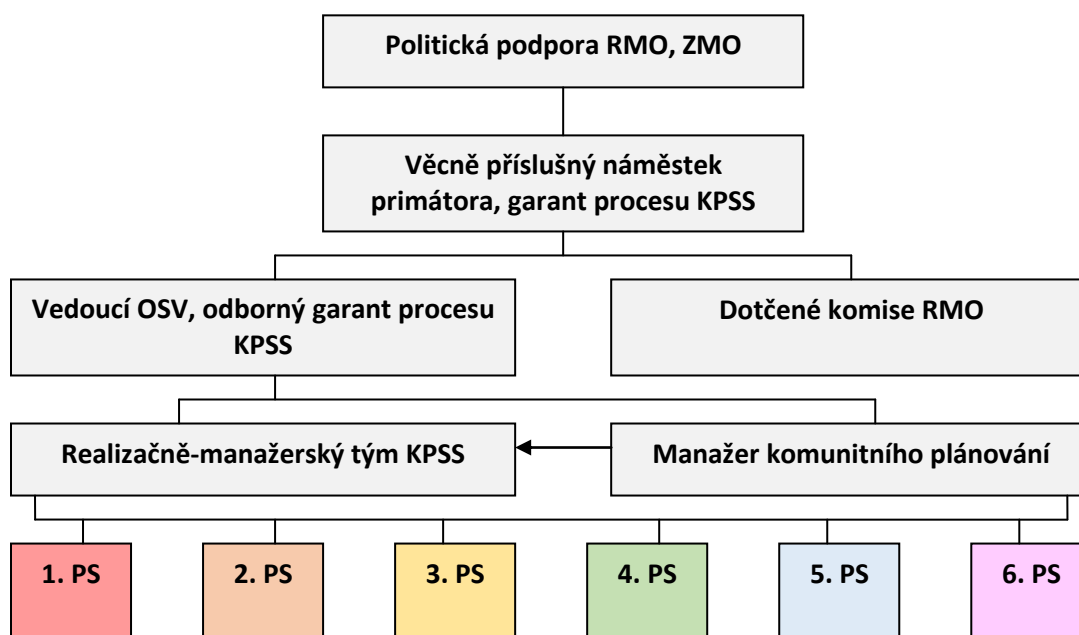 Politická podpora RMO, ZMO
Věcně příslušný náměstek
primátora, garant procesu KPSS
Vedoucí OSV, odborný garant procesu
KPSS
Dotčené komise RMO
Realizačně-manažerský tým KPSS
Manažer komunitního plánování
1. PS
2. PS
3. PS
4. PS
5. PS
6. PS